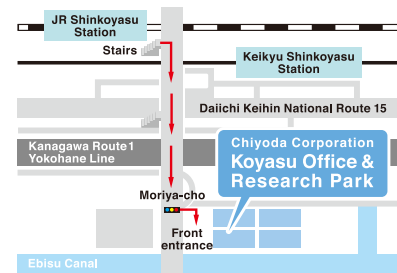 JR Shinkoyasu
Station
Stairs
Keikyu Shinkoyasu
Station
Daiichi Keihin National Route 15
Kanagawa Route1
Yokohane Line
Chiyoda Corporation
Koyasu Office &
Research Park
Moriya-cho
Front
entrance
Ebisu Canal